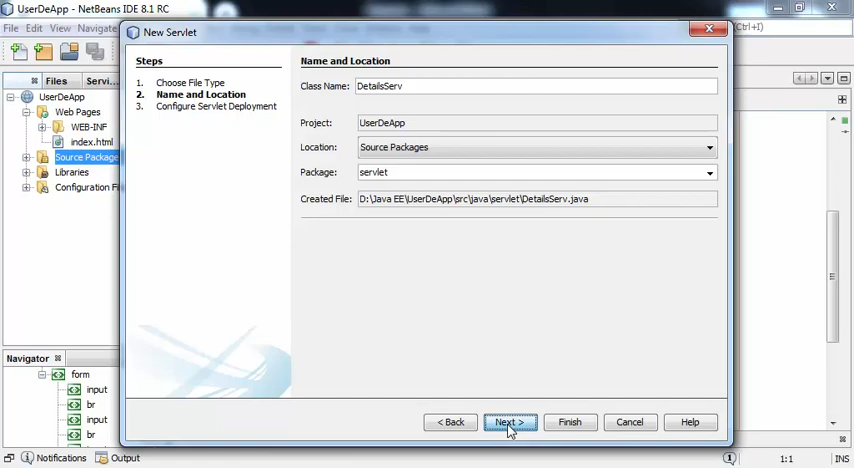 UserDeApp - NetBeans IDE 8.1 RC
File Edit View Navigate
(Ctrl+I)
New Servlet
Steps
1. Choose File Type
2. Name and Location
3. Configure Servlet Deployment
Name and Location
Class Name: DetailsServ
Project: UserDeApp
Location: Source Packages
Package: servlet
Created File: D:\Java EE\UserDeApp\src\java\servlet\DetailsServ.java
< Back Next > Finish Cancel Help
Files Servi...
UserDeApp
Web Pages
WEB-INF
index.html
Source Package
Libraries
Configuration Fi
Navigator
form
input
br
input
br
Notifications Output
1 1:1 INS